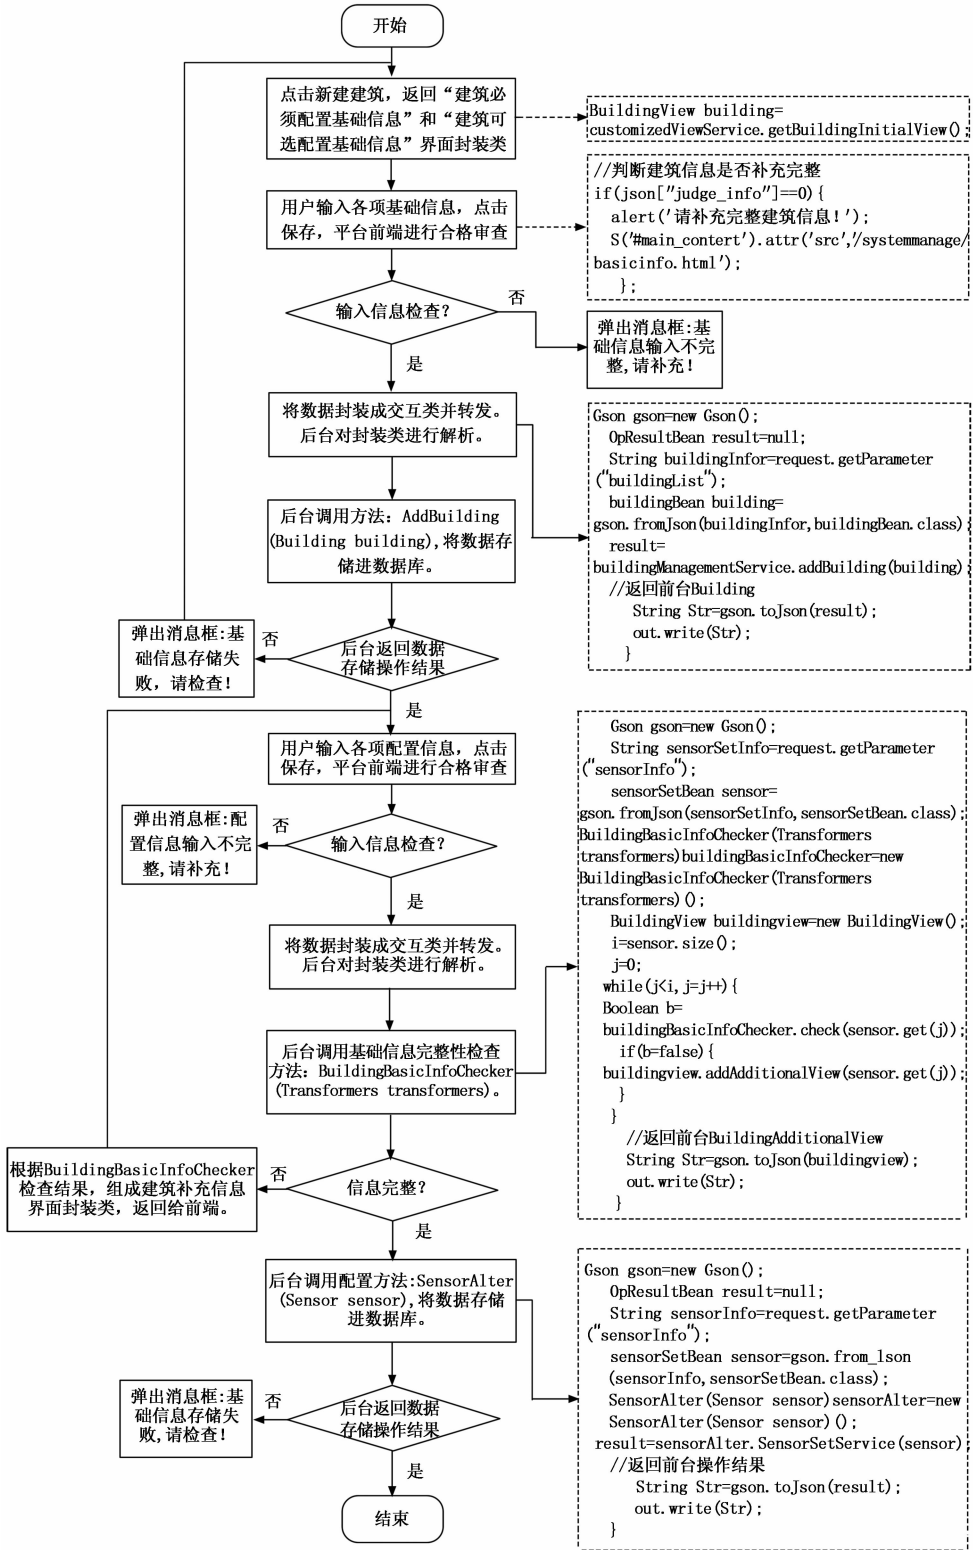 开始
点击新建建筑，返回“建筑必
须配置基础信息”和“建筑可
选配置基础信息”界面封装类
BuildingView building=
customizedViewService.getBuildingInitialView();
用户输入各项基础信息，点击
保存，平台前端进行合格审查
//判断建筑信息是否补充完整
if(json["judge_info"]==0){
alert('请补充完整建筑信息!');
S('#main_contert').attr('src','/systemmanage/
basicinfo.html');
};
输入信息检查？
否
弹出消息框:基
础信息输入不完
整,请补充!
是
将数据封装成交互类并转发。
后台对封装类进行解析。
Gson gson=new Gson();
OpResultBean result=null;
String buildingInfor=request.getParameter
("buildingList");
buildingBean building=
gson.fromJson(buildingInfor,buildingBean.class);
result=
buildingManagementService.addBuilding(building);
//返回前台Building
String Str=gson.toJson(result);
out.write(Str);
}
后台调用方法：AddBuilding
(Building building),将数据存
储进数据库。
后台返回数据
存储操作结果
否
弹出消息框:基
础信息存储失
败，请检查!
是
用户输入各项配置信息，点击
保存，平台前端进行合格审查
输入信息检查？
否
弹出消息框：配
置信息输入不完
整,请补充!
是
将数据封装成交互类并转发。
后台对封装类进行解析。
后台调用基础信息完整性检查
方法：BuildingBasicInfoChecker
(Transformers transformers)。
Gson gson=new Gson();
String sensorSetInfo=request.getParameter
("sensorInfo");
sensorSetBean sensor=
gson.fromJson(sensorSetInfo,sensorSetBean.class);
BuildingBasicInfoChecker(Transformers
transformers)buildingBasicInfoChecker=new
BuildingBasicInfoChecker(Transformers
transformers)();
BuildingView buildingview=new BuildingView();
i=sensor.size();
j=0;
while(j<i,j=j++){
Boolean b=
buildingBasicInfoChecker.check(sensor.get(j));
if(b=false){
buildingview.addAdditionalView(sensor.get(j));
}
}
//返回前台BuildingAdditionalView
String Str=gson.toJson(buildingview);
out.write(Str);
}
信息完整？
否
根据BuildingBasicInfoChecker
检查结果，组成建筑补充信息
界面封装类，返回给前端。
是
后台调用配置方法:SensorAlter
(Sensor sensor),将数据存储
进数据库。
Gson gson=new Gson();
OpResultBean result=null;
String sensorInfo=request.getParameter
("sensorInfo");
sensorSetBean sensor=gson.from_lson
(sensorInfo,sensorSetBean.class);
SensorAlter(Sensor sensor)sensorAlter=new
SensorAlter(Sensor sensor)();
result=sensorAlter.SensorSetService(sensor);
//返回前台操作结果
String Str=gson.toJson(result);
out.write(Str);
}
后台返回数据
存储操作结果
否
弹出消息框:基
础信息存储失
败,请检查!
是
结束